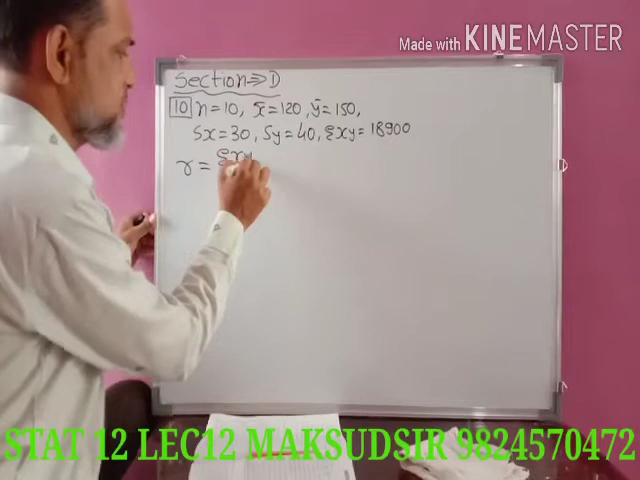 Made with KINEMASTER
Section⇒D
10 n=10, x̄=120, ȳ=150,
Sx=30, Sy=40, Σxy=18900
r = Σxy
STAT 12 LEC12 MAKSUDSIR 9824570472